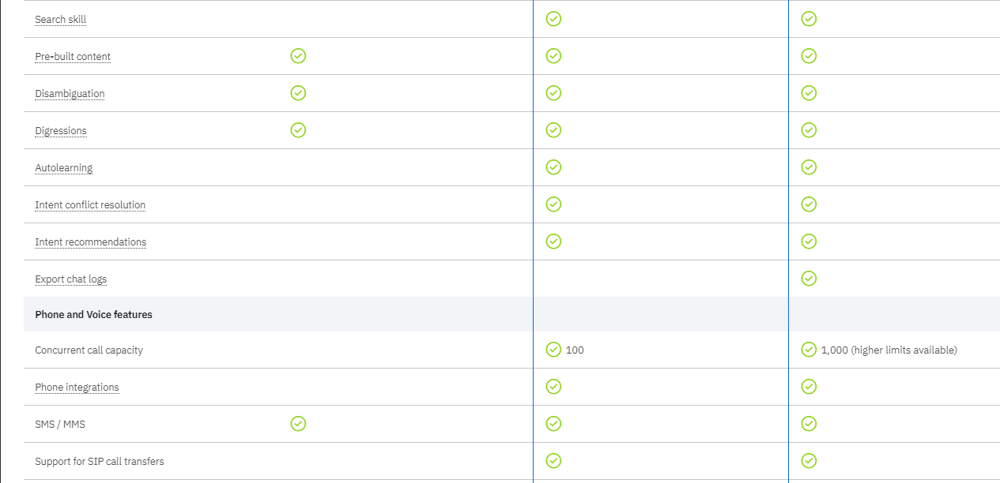 Search skill
Pre-built content
Disambiguation
Digressions
Autolearning
Intent conflict resolution
Intent recommendations
Export chat logs
Phone and Voice features
Concurrent call capacity 100 1,000 (higher limits available)
Phone integrations
SMS / MMS
Support for SIP call transfers